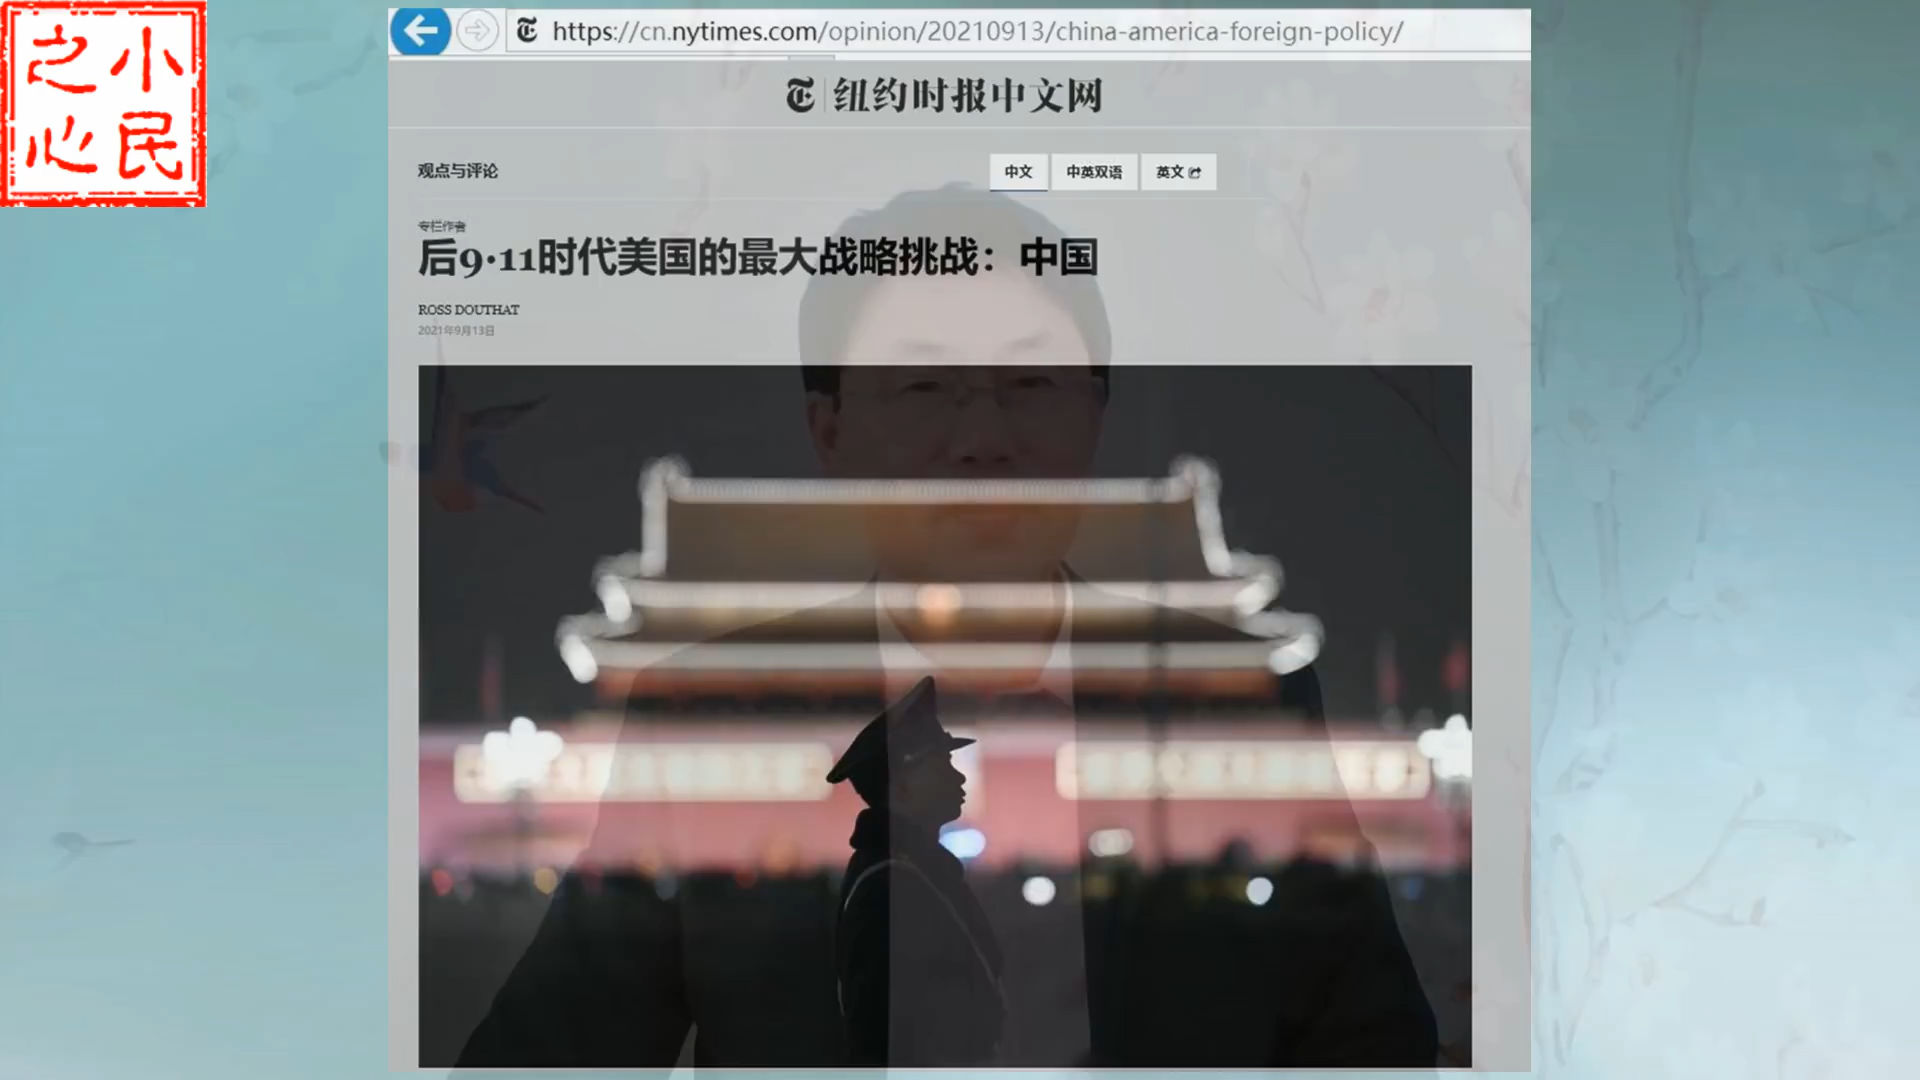 小民
之心
https://cn.nytimes.com/opinion/20210913/china-america-foreign-policy/
纽约时报中文网
观点与评论
中文
中英双语
英文
专栏作者
后9·11时代美国的最大战略挑战：中国
ROSS DOUTHAT
2021年9月13日